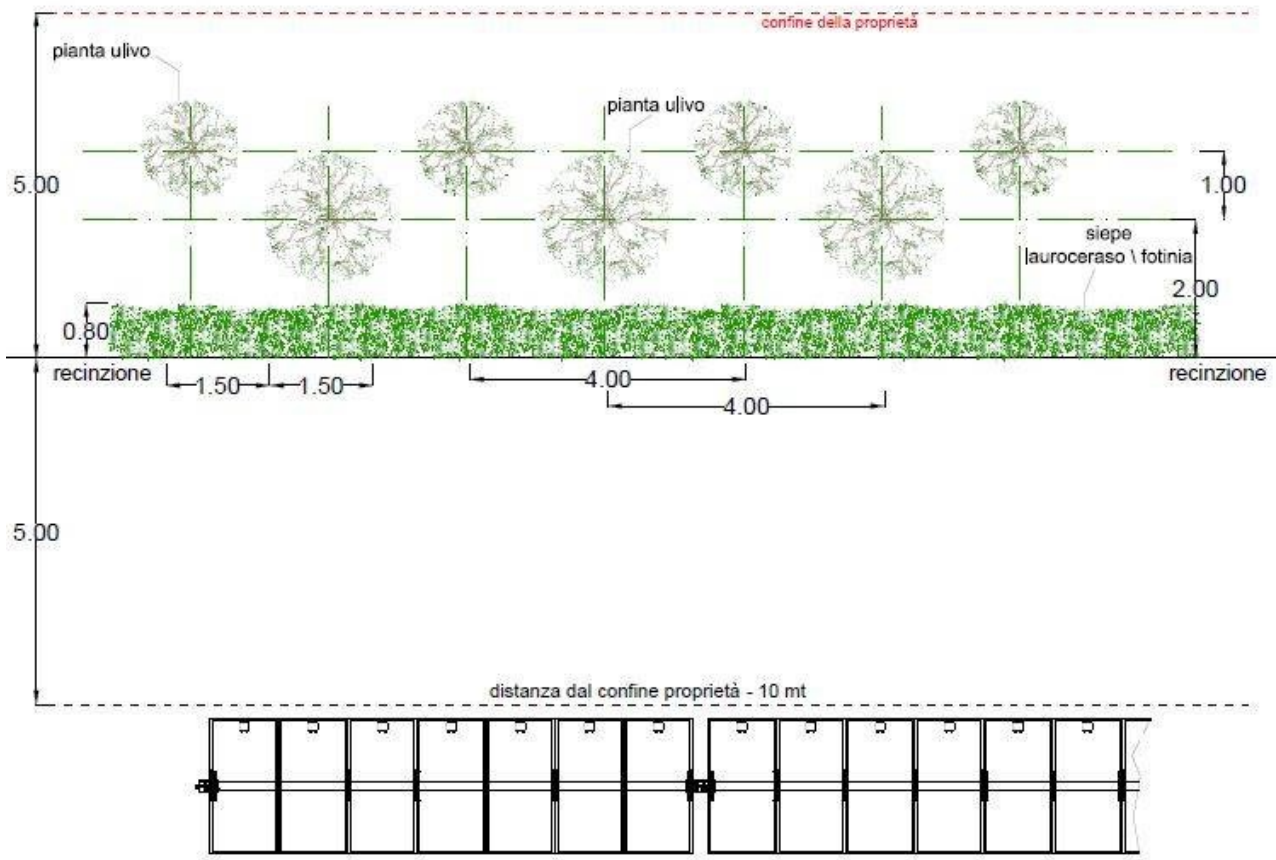 confine della proprietà
pianta ulivo
pianta ulivo
5.00
1.00
siepe
lauroceraso \ fotinia
2.00
0.80
recinzione
recinzione
1.50
1.50
4.00
4.00
5.00
distanza dal confine proprietà - 10 mt